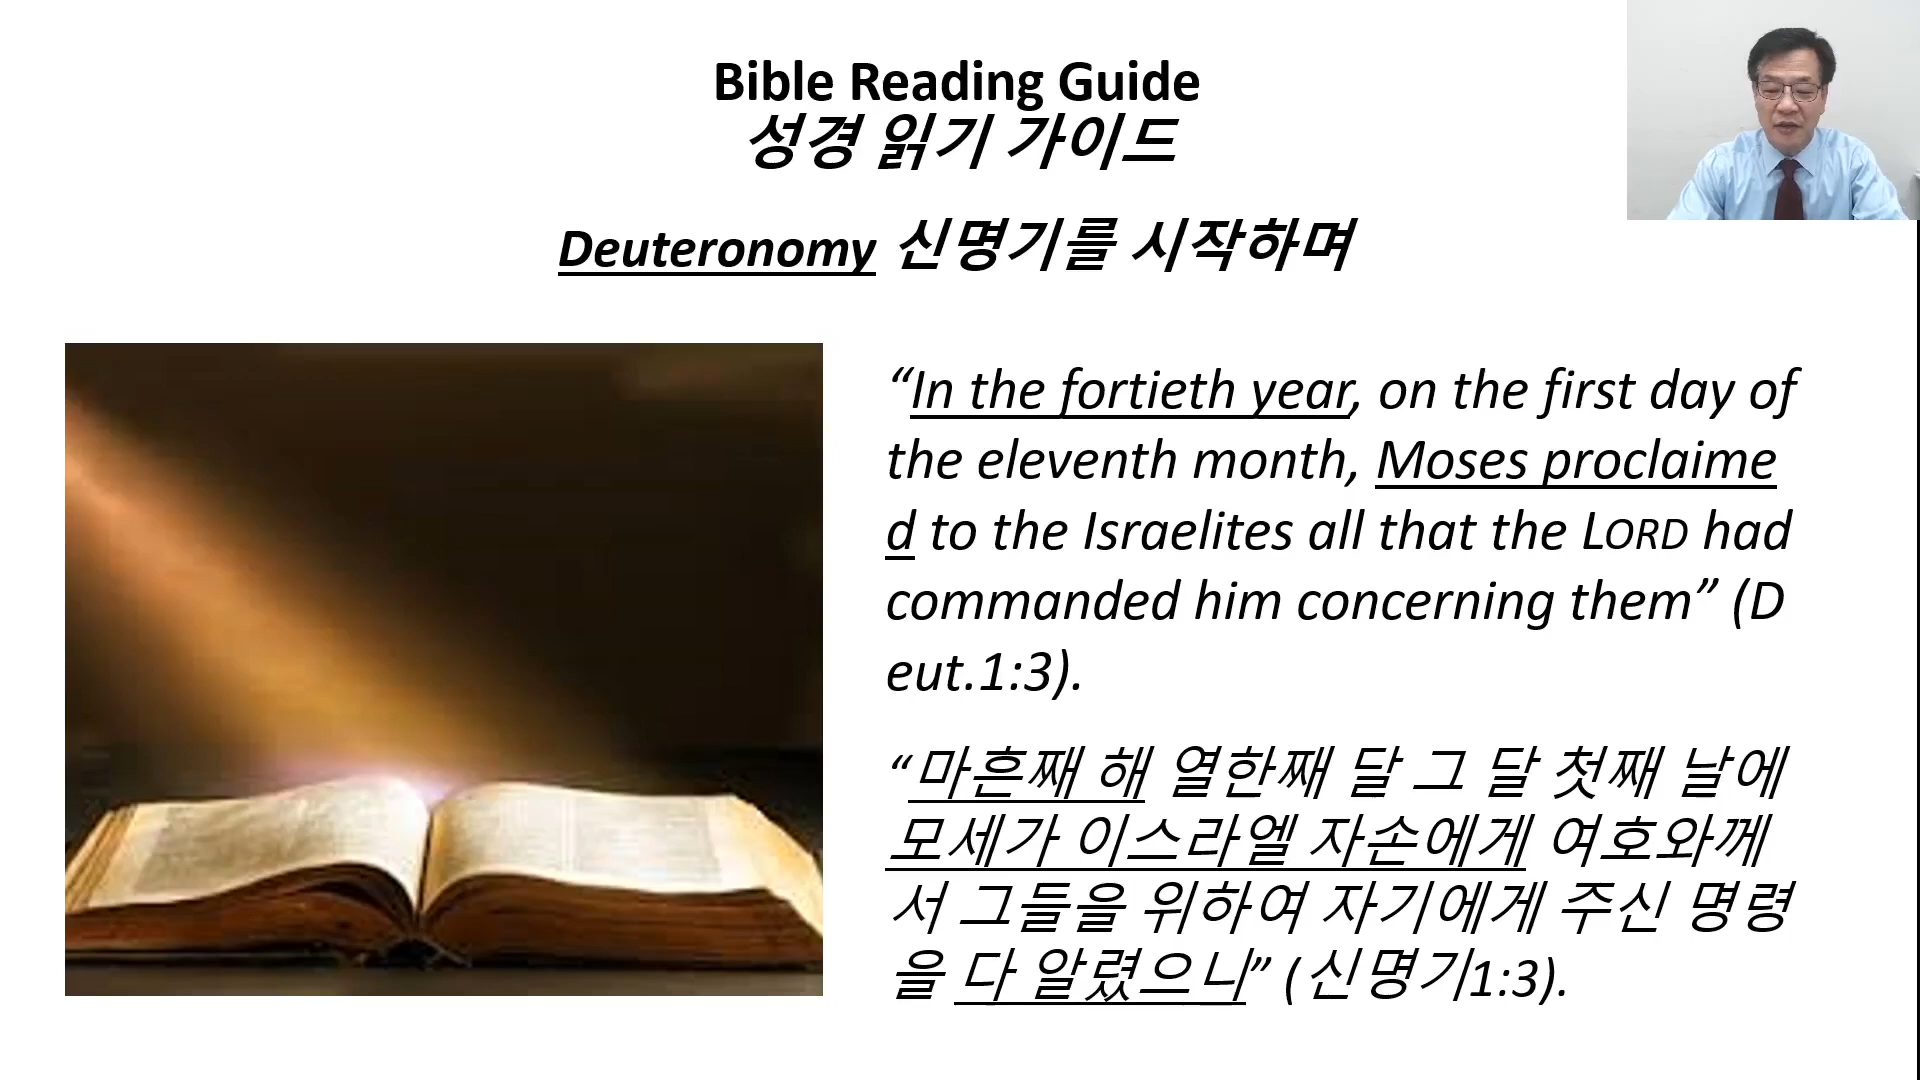 Bible Reading Guide
성경 읽기 가이드
Deuteronomy 신명기를 시작하며
“In the fortieth year, on the first day of
the eleventh month, Moses proclaime
d to the Israelites all that the LORD had
commanded him concerning them” (D
eut.1:3).
“마흔째 해 열한째 달 그 달 첫째 날에
모세가 이스라엘 자손에게 여호와께
서 그들을 위하여 자기에게 주신 명령
을 다 알렸으니” (신명기1:3).